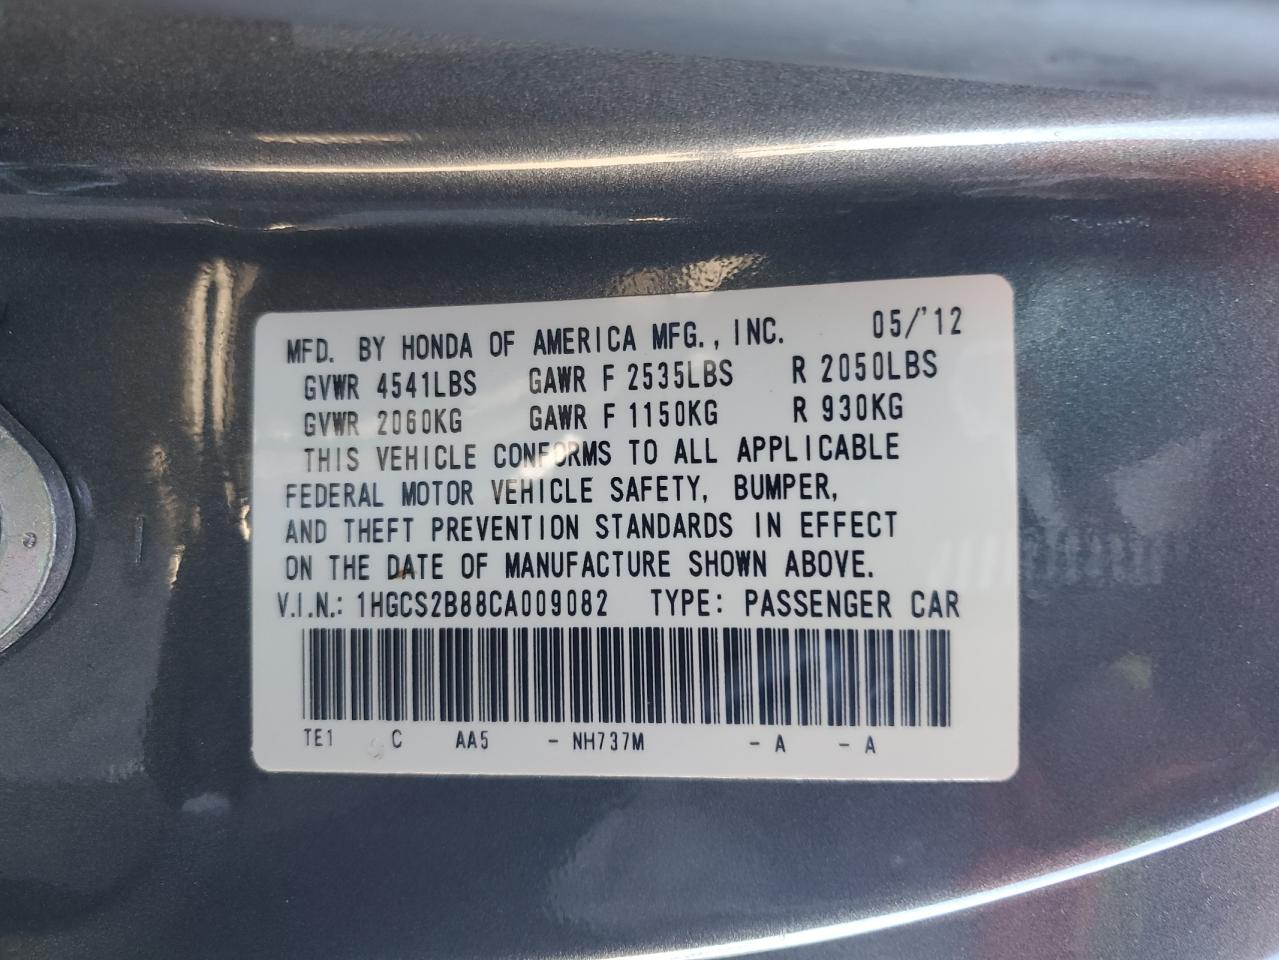 MFD. BY HONDA OF AMERICA MFG., INC. 05/'12
GVWR 4541LBS GAWR F 2535LBS R 2050LBS
GVWR 2060KG GAWR F 1150KG R 930KG
THIS VEHICLE CONFORMS TO ALL APPLICABLE
FEDERAL MOTOR VEHICLE SAFETY, BUMPER,
AND THEFT PREVENTION STANDARDS IN EFFECT
ON THE DATE OF MANUFACTURE SHOWN ABOVE.
V.I.N.: 1HGCS2B88CA009082 TYPE: PASSENGER CAR
TE1 C AA5 - NH737M - A - A